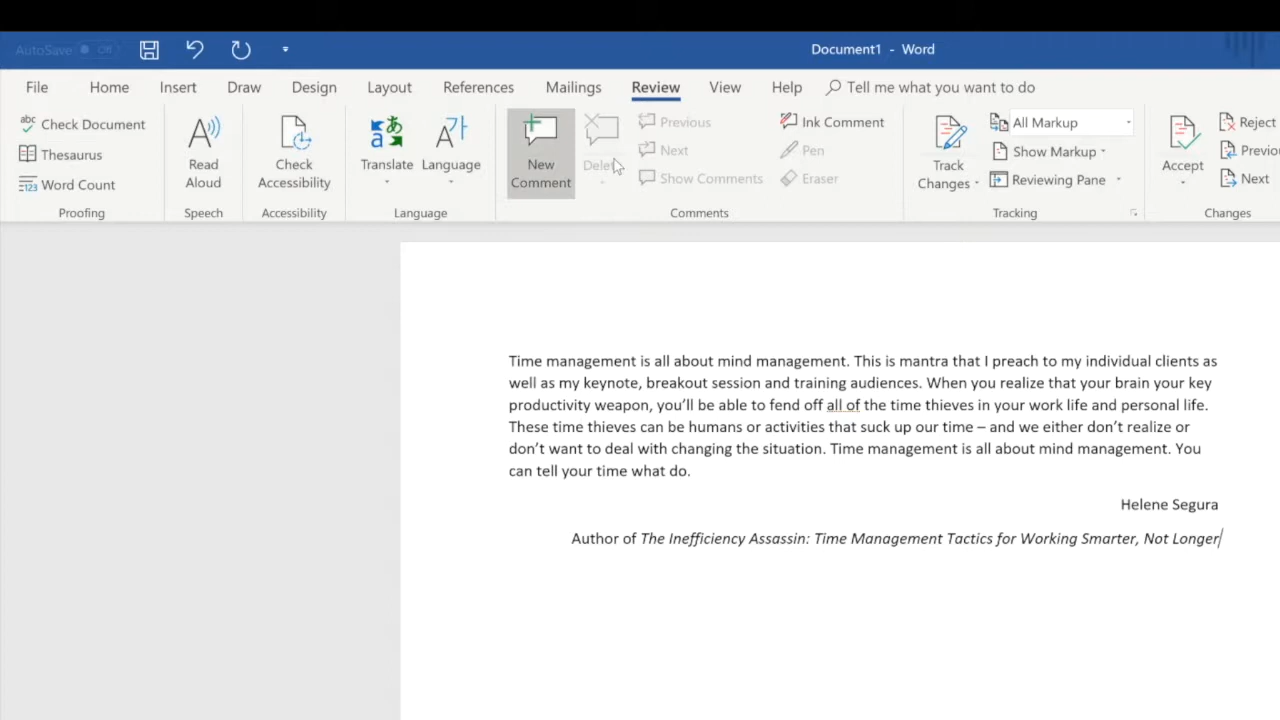 AutoSave Off
Document1 - Word
File Home Insert Draw Design Layout References Mailings Review View Help Tell me what you want to do
abc Check Document
Thesaurus
123 Word Count
Proofing
Read Aloud
Speech
Check Accessibility
Accessibility
Translate
Language
Language
New Comment
Delete
Previous
Next
Show Comments
Ink Comment
Pen
Eraser
Comments
Track Changes
All Markup
Show Markup
Reviewing Pane
Tracking
Accept
Reject
Previou
Next
Changes
Time management is all about mind management. This is mantra that I preach to my individual clients as
well as my keynote, breakout session and training audiences. When you realize that your brain your key
productivity weapon, you’ll be able to fend off all of the time thieves in your work life and personal life.
These time thieves can be humans or activities that suck up our time – and we either don’t realize or
don’t want to deal with changing the situation. Time management is all about mind management. You
can tell your time what do.
Helene Segura
Author of The Inefficiency Assassin: Time Management Tactics for Working Smarter, Not Longer